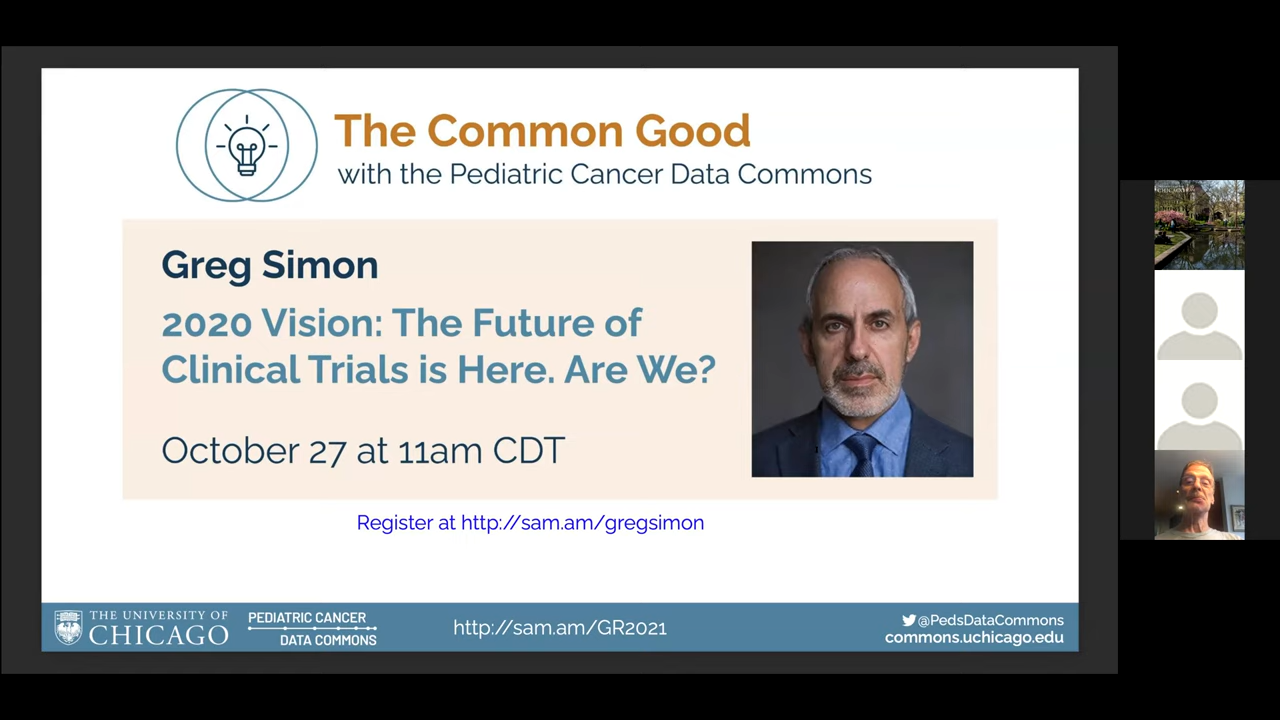 The Common Good
with the Pediatric Cancer Data Commons
Greg Simon
2020 Vision: The Future of
Clinical Trials is Here. Are We?
October 27 at 11am CDT
Register at http://sam.am/gregsimon
THE UNIVERSITY OF
CHICAGO
PEDIATRIC CANCER
DATA COMMONS
http://sam.am/GR2021
@PedsDataCommons
commons.uchicago.edu